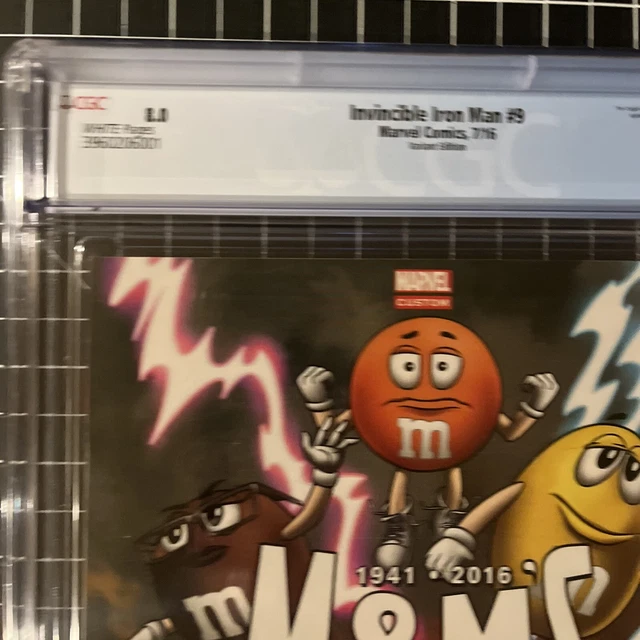 CGC
8.0
WHITE Pages
Invincible Iron Man #9
Marvel Comics, 7/16
Variant Edition
MARVEL
CUSTOM
m
m
m
1941 • 2016
M&M'S